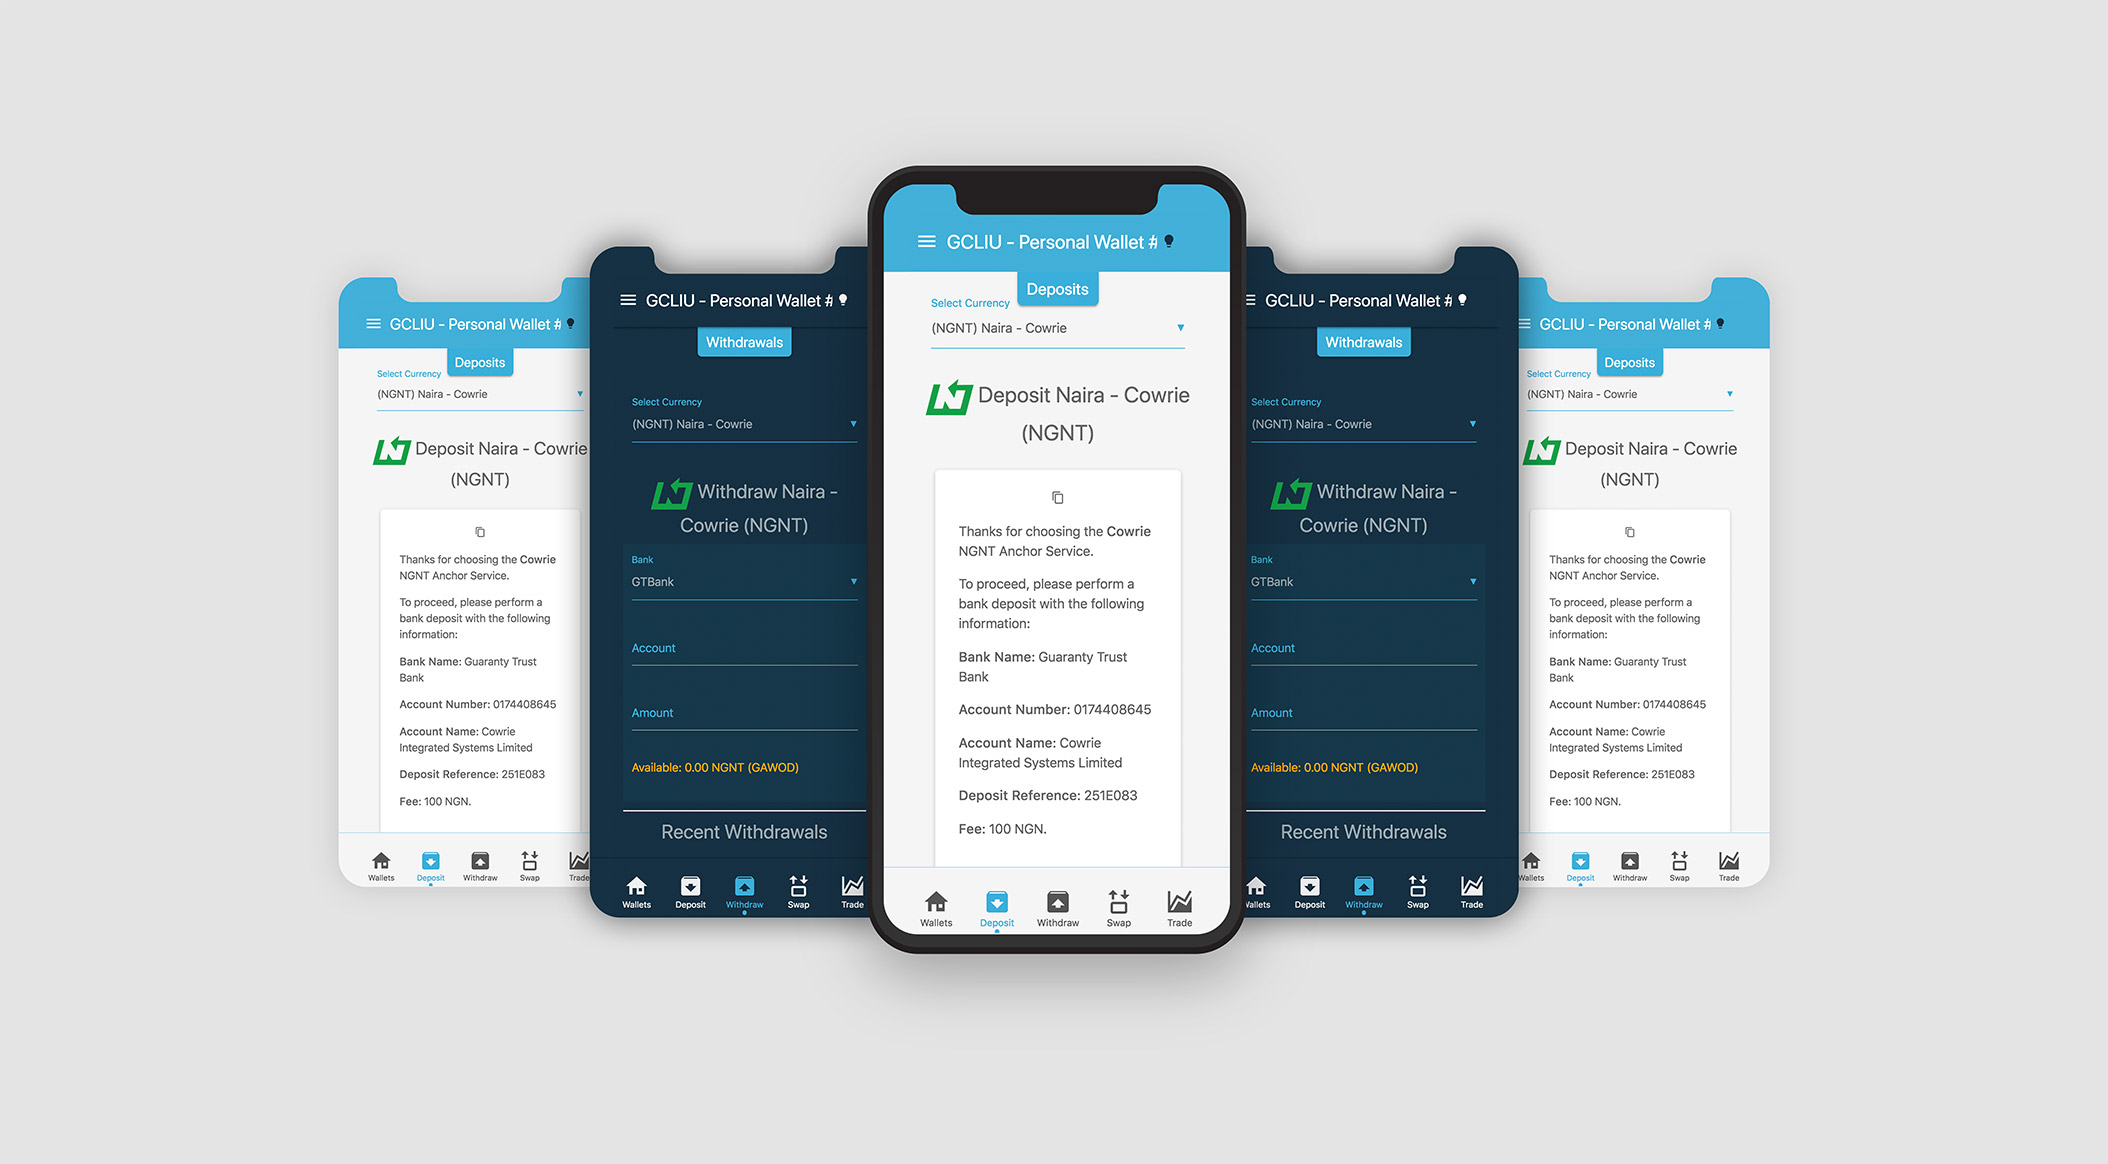 GCLIU - Personal Wallet #
Deposits
Select Currency
(NGNT) Naira - Cowrie
Deposit Naira - Cowrie
(NGNT)
Thanks for choosing the Cowrie
NGNT Anchor Service.
To proceed, please perform a
bank deposit with the following
information:
Bank Name: Guaranty Trust
Bank
Account Number: 0174408645
Account Name: Cowrie
Integrated Systems Limited
Deposit Reference: 251E083
Fee: 100 NGN.
Wallets Deposit Withdraw Swap Trade
GCLIU - Personal Wallet #
Withdrawals
Select Currency
(NGNT) Naira - Cowrie
Withdraw Naira -
Cowrie (NGNT)
Bank
GTBank
Account
Amount
Available: 0.00 NGNT (GAWOD)
Recent Withdrawals
Wallets Deposit Withdraw Swap Trade
GCLIU - Personal Wallet #
Deposits
Select Currency
(NGNT) Naira - Cowrie
N Deposit Naira - Cowrie
(NGNT)
Thanks for choosing the Cowrie
NGNT Anchor Service.
To proceed, please perform a
bank deposit with the following
information:
Bank Name: Guaranty Trust
Bank
Account Number: 0174408645
Account Name: Cowrie
Integrated Systems Limited
Deposit Reference: 251E083
Fee: 100 NGN.
Wallets Deposit Withdraw Swap Trade
GCLIU - Personal Wallet #
Withdrawals
Select Currency
(NGNT) Naira - Cowrie
Withdraw Naira -
Cowrie (NGNT)
Bank
GTBank
Account
Amount
Available: 0.00 NGNT (GAWOD)
Recent Withdrawals
allets Deposit Withdraw Swap Trade
GCLIU - Personal Wallet #
Deposits
Select Currency
(NGNT) Naira - Cowrie
Deposit Naira - Cowrie
(NGNT)
Thanks for choosing the Cowrie
NGNT Anchor Service.
To proceed, please perform a
bank deposit with the following
information:
Bank Name: Guaranty Trust
Bank
Account Number: 0174408645
Account Name: Cowrie
Integrated Systems Limited
Deposit Reference: 251E083
Fee: 100 NGN.
Wallets Deposit Withdraw Swap Trade